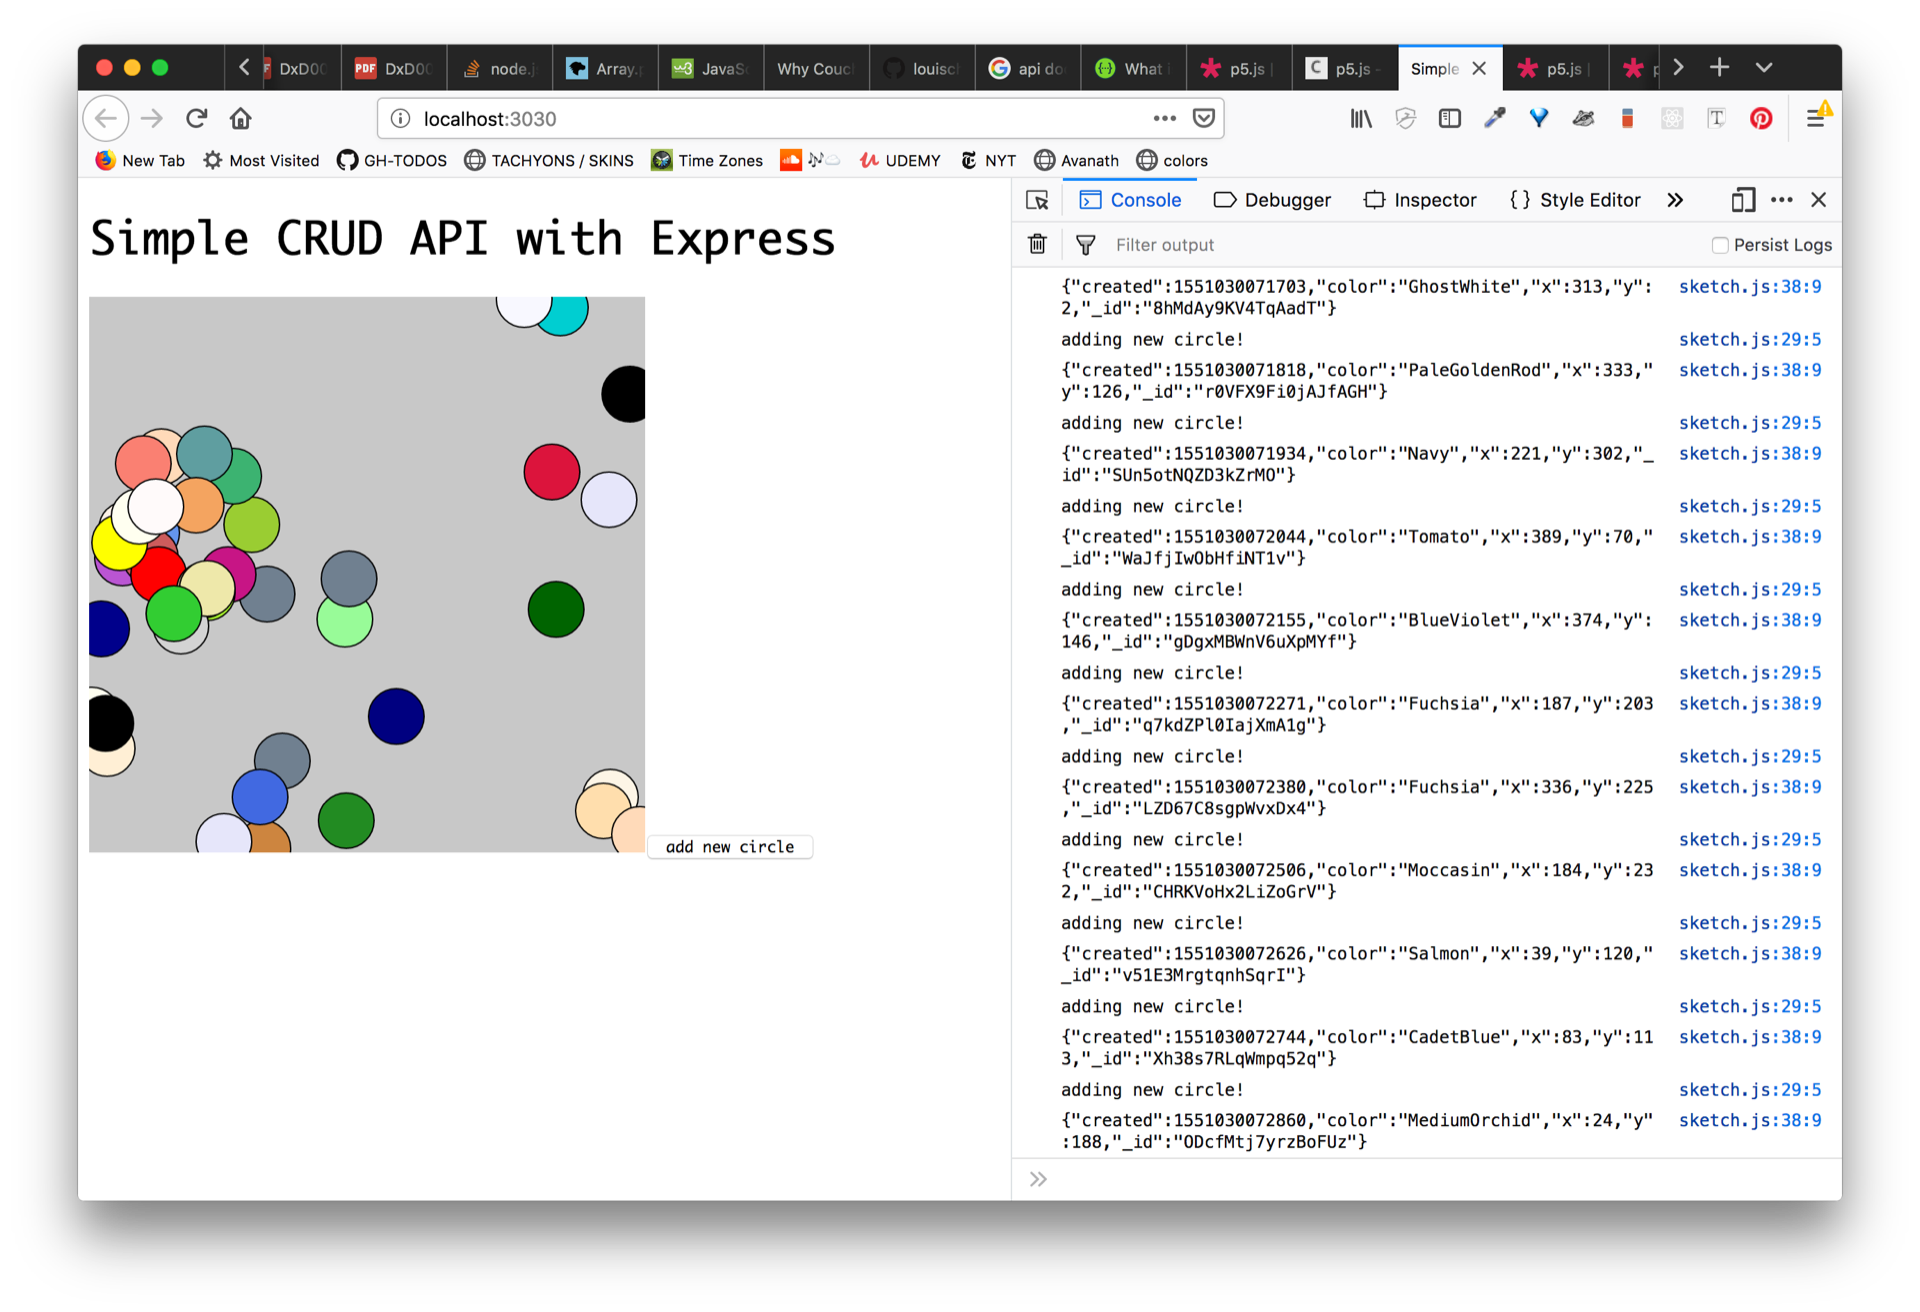 DxD0
PDF DxD0
node.j
Array.p
w3 JavaSc
Why Couc
louisch
G api do
What i
p5.js |
C p5.js -
Simple
p5.js |
p
localhost:3030
New Tab Most Visited GH-TODOS TACHYONS / SKINS Time Zones UDEMY NYT Avanath colors
Simple CRUD API with Express
add new circle
Console Debugger Inspector { } Style Editor
Filter output Persist Logs
{"created":1551030071703,"color":"GhostWhite","x":313,"y": sketch.js:38:9
2,"_id":"8hMdAy9KV4TqAadT"}
adding new circle! sketch.js:29:5
{"created":1551030071818,"color":"PaleGoldenRod","x":333," sketch.js:38:9
y":126,"_id":"r0VFX9Fi0jAJfAGH"}
adding new circle! sketch.js:29:5
{"created":1551030071934,"color":"Navy","x":221,"y":302,"_ sketch.js:38:9
id":"SUn5otNQZD3kZrMO"}
adding new circle! sketch.js:29:5
{"created":1551030072044,"color":"Tomato","x":389,"y":70," sketch.js:38:9
_id":"WaJfjIwObHfiNT1v"}
adding new circle! sketch.js:29:5
{"created":1551030072155,"color":"BlueViolet","x":374,"y": sketch.js:38:9
146,"_id":"gDgxMBWnV6uXpMYf"}
adding new circle! sketch.js:29:5
{"created":1551030072271,"color":"Fuchsia","x":187,"y":203 sketch.js:38:9
,"_id":"q7kdZPl0IajXmA1g"}
adding new circle! sketch.js:29:5
{"created":1551030072380,"color":"Fuchsia","x":336,"y":225 sketch.js:38:9
,"_id":"LZD67C8sgpWvxDx4"}
adding new circle! sketch.js:29:5
{"created":1551030072506,"color":"Moccasin","x":184,"y":23 sketch.js:38:9
2,"_id":"CHRKVoHx2LiZoGrV"}
adding new circle! sketch.js:29:5
{"created":1551030072626,"color":"Salmon","x":39,"y":120," sketch.js:38:9
_id":"v51E3MrgtqnhSqrI"}
adding new circle! sketch.js:29:5
{"created":1551030072744,"color":"CadetBlue","x":83,"y":11 sketch.js:38:9
3,"_id":"Xh38s7RLqWmpq52q"}
adding new circle! sketch.js:29:5
{"created":1551030072860,"color":"MediumOrchid","x":24,"y" sketch.js:38:9
:188,"_id":"ODcfMtj7yrzBoFUz"}